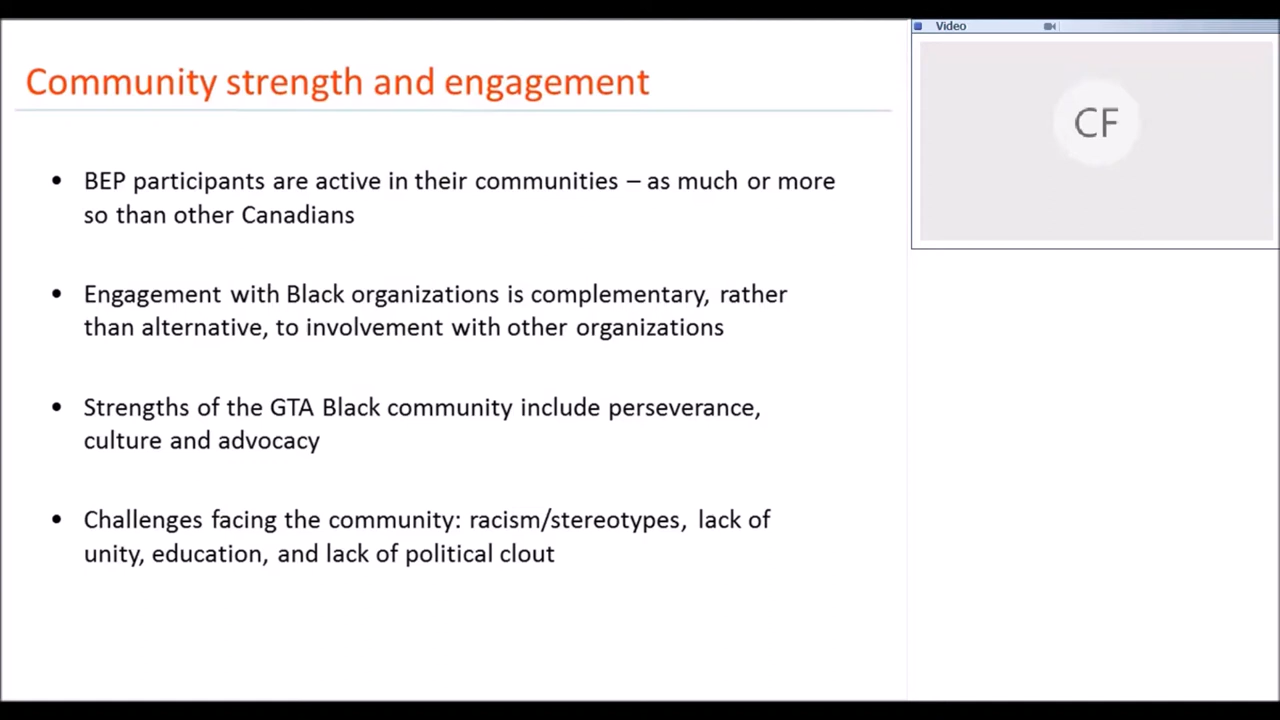 Video
Community strength and engagement
CF
• BEP participants are active in their communities – as much or more
so than other Canadians
• Engagement with Black organizations is complementary, rather
than alternative, to involvement with other organizations
• Strengths of the GTA Black community include perseverance,
culture and advocacy
• Challenges facing the community: racism/stereotypes, lack of
unity, education, and lack of political clout